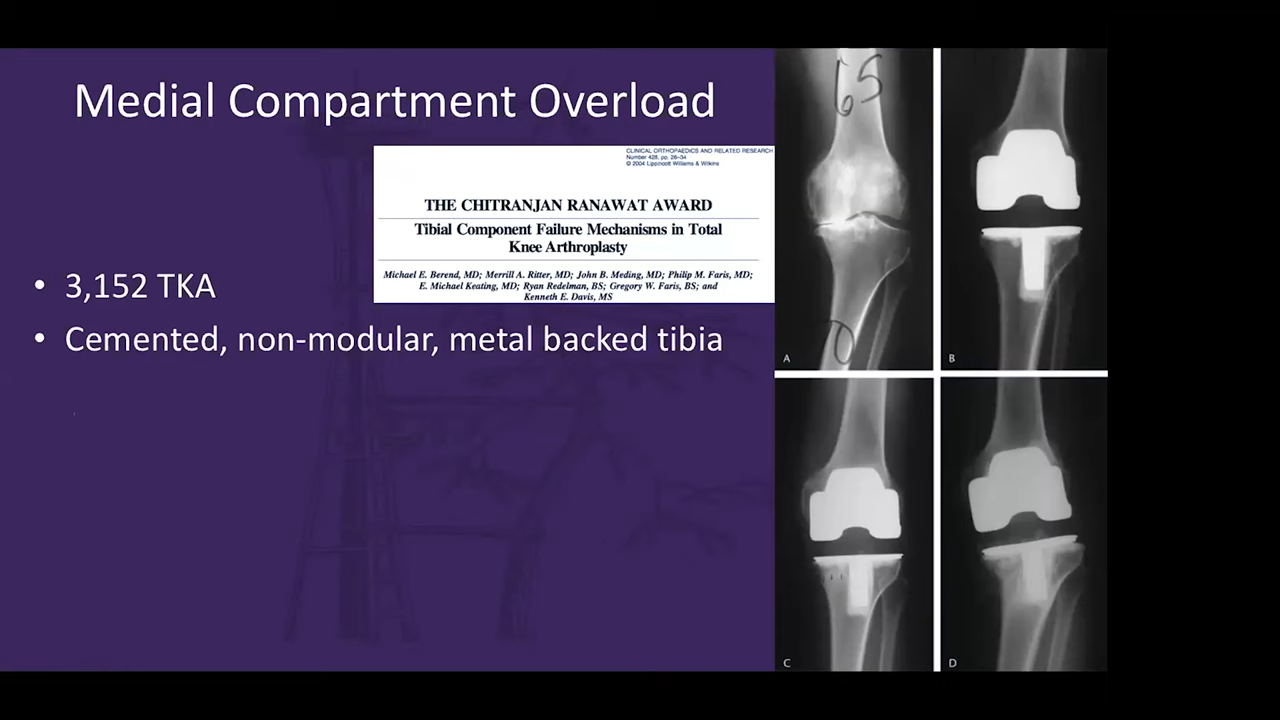 Medial Compartment Overload
CLINICAL ORTHOPAEDICS AND RELATED RESEARCH
Number 428, pp. 26–34
© 2004 Lippincott Williams & Wilkins
THE CHITRANJAN RANAWAT AWARD
Tibial Component Failure Mechanisms in Total
Knee Arthroplasty
Michael E. Berend, MD; Merrill A. Ritter, MD; John B. Meding, MD; Philip M. Faris, MD;
E. Michael Keating, MD; Ryan Redelman, BS; Gregory W. Faris, BS; and
Kenneth E. Davis, MS
• 3,152 TKA
• Cemented, non-modular, metal backed tibia
A
B
C
D